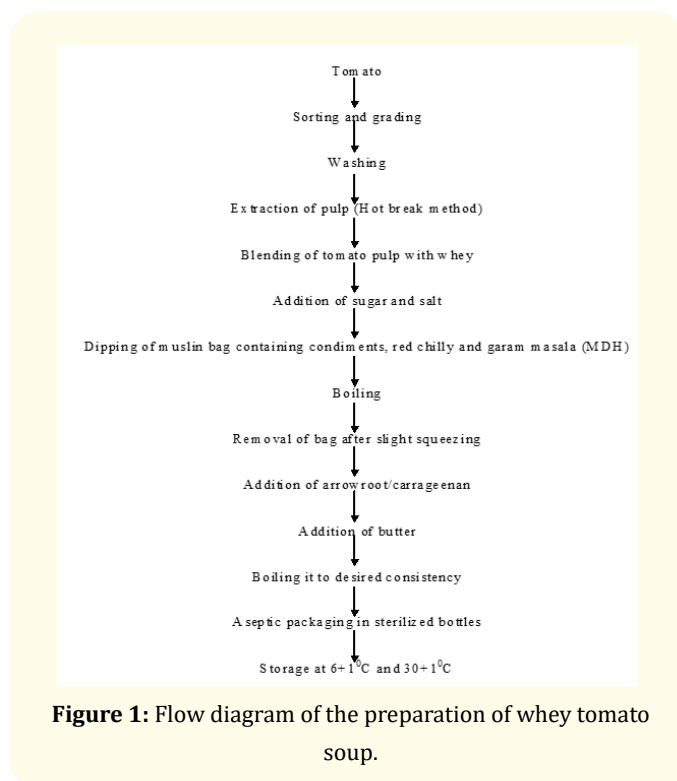 Tomato
Sorting and grading
Washing
Extraction of pulp (Hot break method)
Blending of tomato pulp with whey
Addition of sugar and salt
Dipping of muslin bag containing condiments, red chilly and garam masala (MDH)
Boiling
Removal of bag after slight squeezing
Addition of arrowroot/carrageenan
Addition of butter
Boiling it to desired consistency
Aseptic packaging in sterilized bottles
Storage at 6+1⁰C and 30+1⁰C
Figure 1: Flow diagram of the preparation of whey tomato
soup.